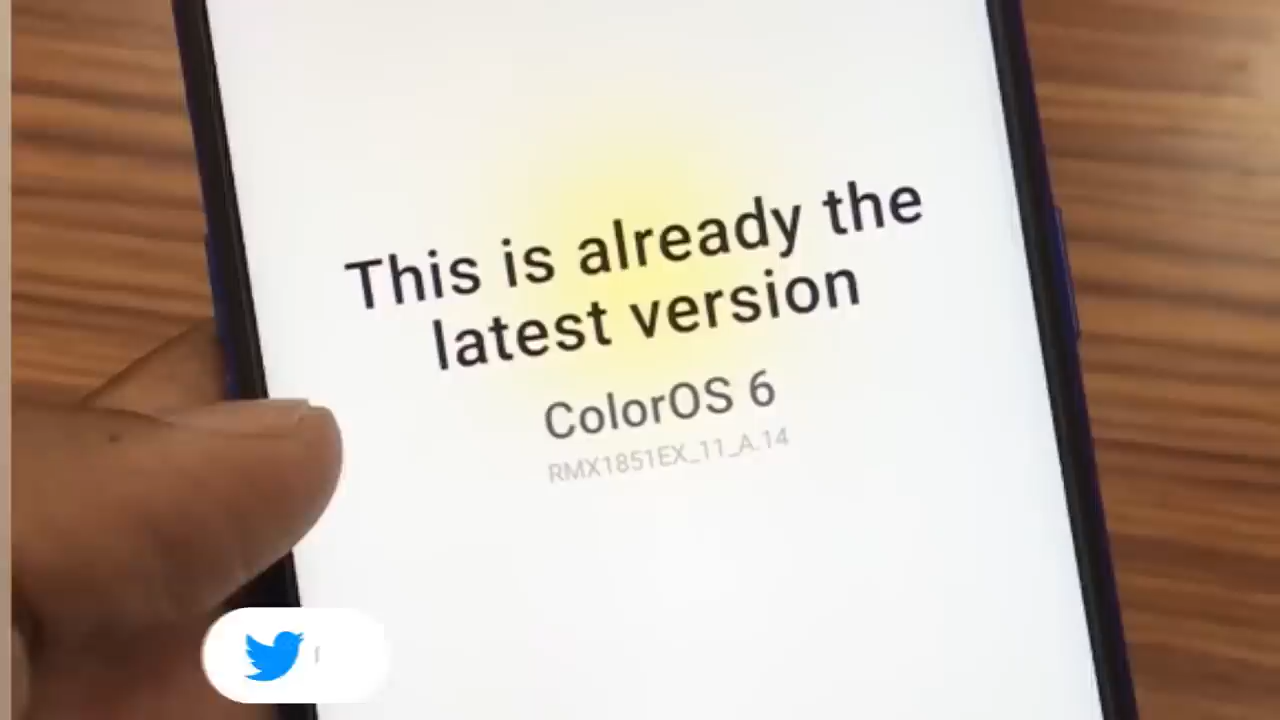 This is already the
latest version
ColorOS 6
RMX1851EX_11_A.14